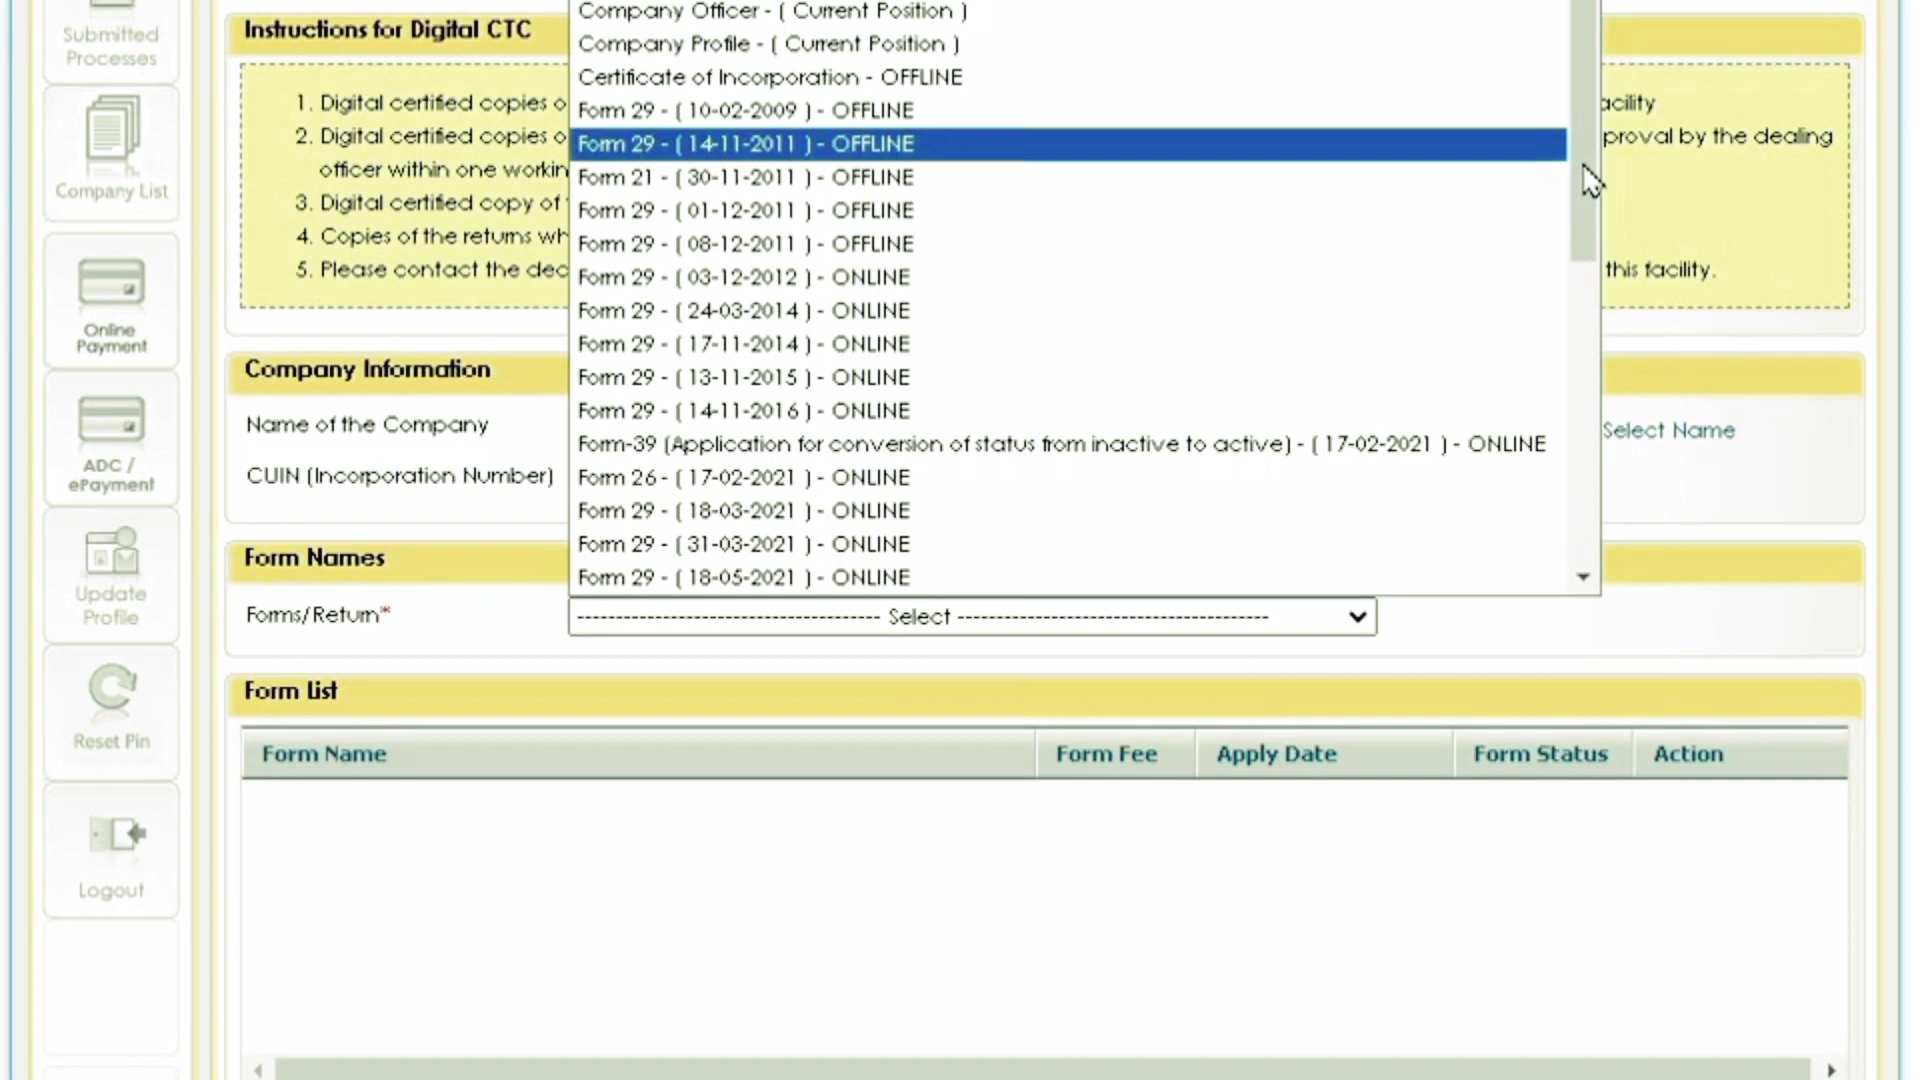 Submitted
Processes
Company List
Online
Payment
ADC /
ePayment
Update
Profile
Reset Pin
Logout
Instructions for Digital CTC
1. Digital certified copies
acility
2. Digital certified copies
proval by the dealing
officer within one
3. Digital certified copy of
4. Copies of the returns
5. Please contact the
this facility.
Company Officer - ( Current Position )
Company Profile - ( Current Position )
Certificate of Incorporation - OFFLINE
Form 29 - ( 10-02-2009 ) - OFFLINE
Form 29 - ( 14-11-2011 ) - OFFLINE
Form 21 - ( 30-11-2011 ) - OFFLINE
Form 29 - ( 01-12-2011 ) - OFFLINE
Form 29 - ( 08-12-2011 ) - OFFLINE
Form 29 - ( 03-12-2012 ) - ONLINE
Form 29 - ( 24-03-2014 ) - ONLINE
Form 29 - ( 17-11-2014 ) - ONLINE
Form 29 - ( 13-11-2015 ) - ONLINE
Form 29 - ( 14-11-2016 ) - ONLINE
Form-39 (Application for conversion of status from inactive to active) - ( 17-02-2021 ) - ONLINE
Form 26 - ( 17-02-2021 ) - ONLINE
Form 29 - ( 18-03-2021 ) - ONLINE
Form 29 - ( 31-03-2021 ) - ONLINE
Form 29 - ( 18-05-2021 ) - ONLINE
Company Information
Name of the Company
Select Name
CUIN (Incorporation Number)
Form Names
Forms/Return*
--------------------------------------- Select ---------------------------------------
Form List
Form Name
Form Fee
Apply Date
Form Status
Action